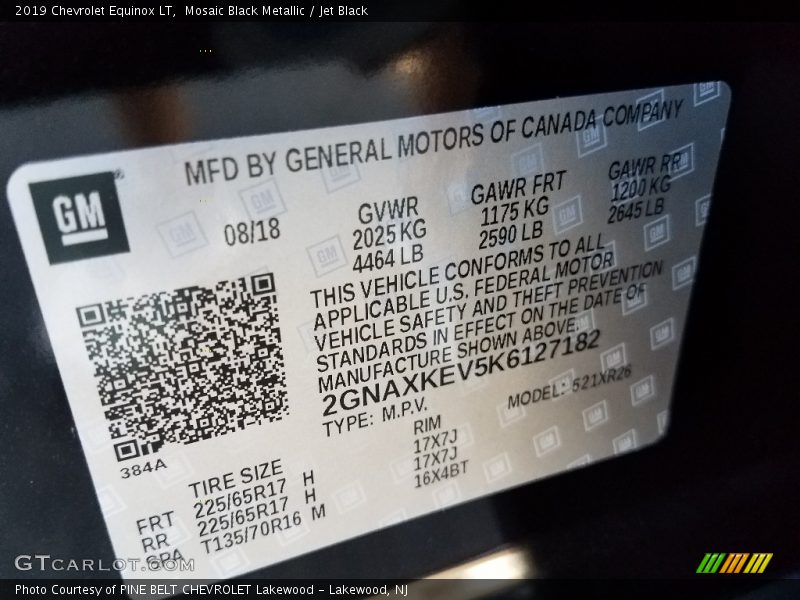 2019 Chevrolet Equinox LT, Mosaic Black Metallic / Jet Black
MFD BY GENERAL MOTORS OF CANADA COMPANY
GM
08/18
GVWR
2025 KG
4464 LB
GAWR FRT
1175 KG
2590 LB
GAWR RR
1200 KG
2645 LB
THIS VEHICLE CONFORMS TO ALL
APPLICABLE U.S. FEDERAL MOTOR
VEHICLE SAFETY AND THEFT PREVENTION
STANDARDS IN EFFECT ON THE DATE OF
MANUFACTURE SHOWN ABOVE.
2GNAXKEV5K6127182
TYPE: M.P.V.
MODEL: 521XR26
384A
TIRE SIZE
RIM
FRT 225/65R17 H 17X7J
RR 225/65R17 H 17X7J
SPA T135/70R16 M 16X4BT
GTCARLOT.COM
Photo Courtesy of PINE BELT CHEVROLET Lakewood - Lakewood, NJ